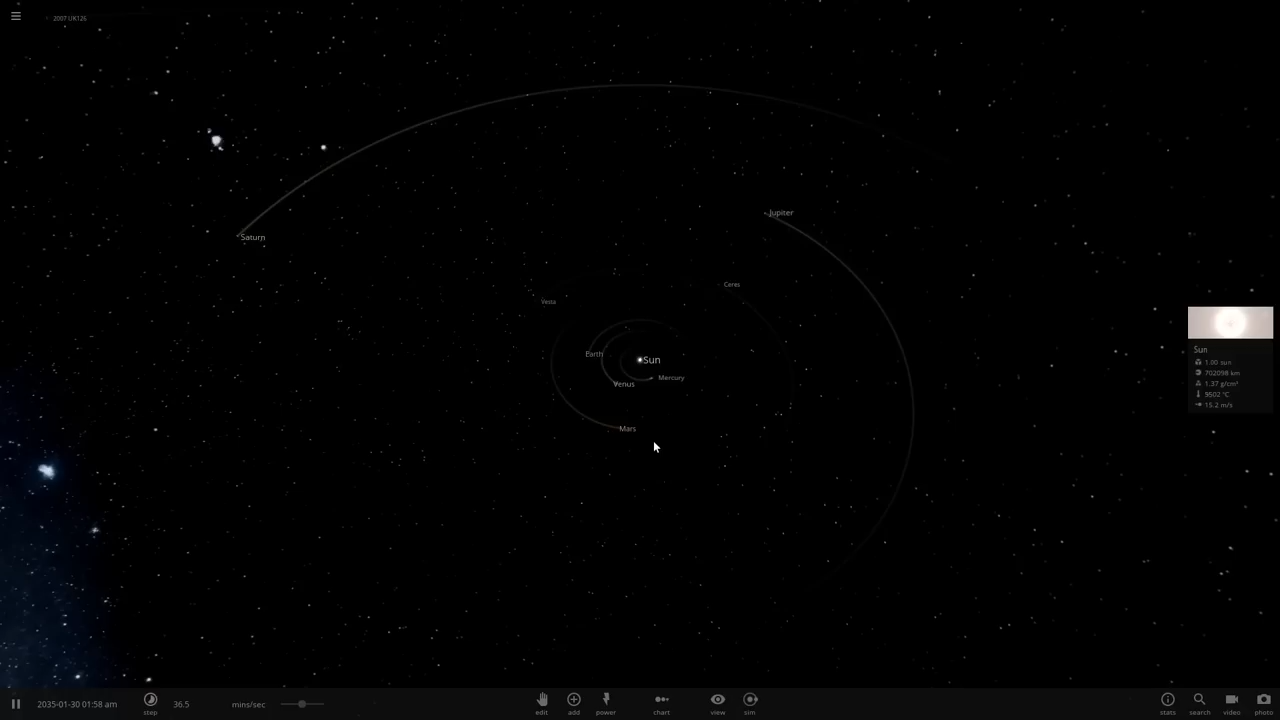 2007 UK126
Jupiter
Saturn
Ceres
Vesta
Earth
Sun
Mercury
Venus
Mars
Sun
1.00 sun
702098 km
1.37 g/cm³
9502 °C
15.2 m/s
2035-01-30 01:58 am
step
36.5
mins/sec
edit
add
power
chart
view
sim
stats
search
video
photo